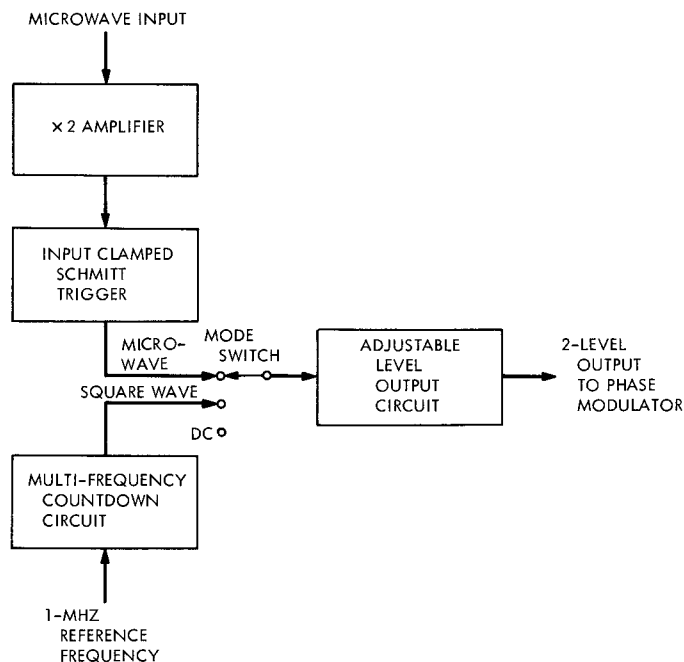 MICROWAVE INPUT
× 2 AMPLIFIER
INPUT CLAMPED
SCHMITT
TRIGGER
MICRO-
WAVE
MODE
SWITCH
SQUARE WAVE
DC
ADJUSTABLE
LEVEL
OUTPUT
CIRCUIT
2-LEVEL
OUTPUT
TO PHASE
MODULATOR
MULTI-FREQUENCY
COUNTDOWN
CIRCUIT
1-MHZ
REFERENCE
FREQUENCY